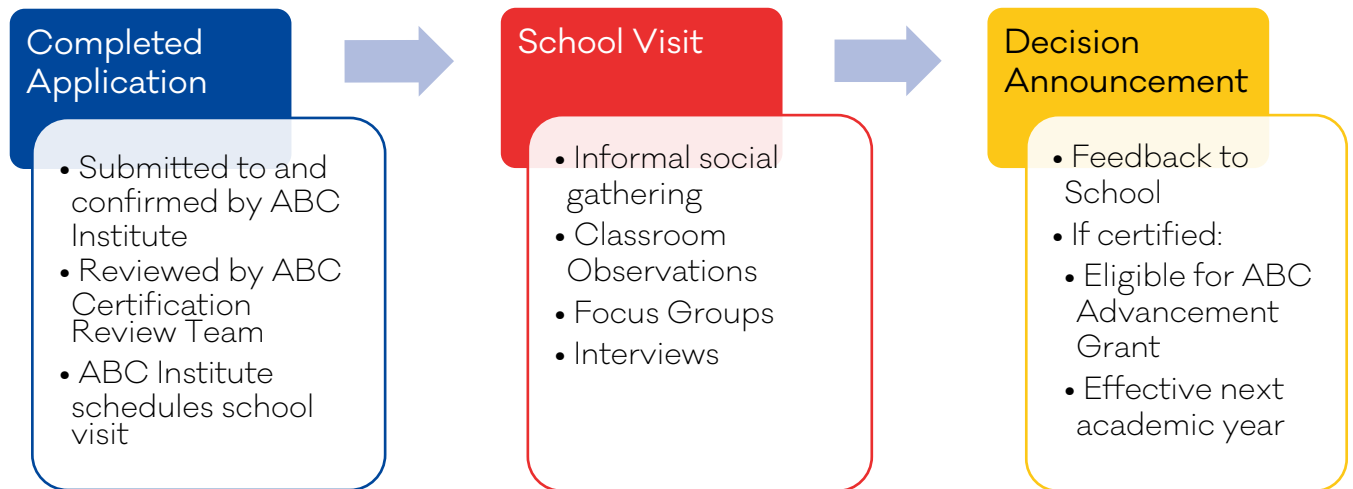 Completed
Application
• Submitted to and
confirmed by ABC
Institute
• Reviewed by ABC
Certification
Review Team
• ABC Institute
schedules school
visit
School Visit
• Informal social
gathering
• Classroom
Observations
• Focus Groups
• Interviews
Decision
Announcement
• Feedback to
School
• If certified:
• Eligible for ABC
Advancement
Grant
• Effective next
academic year